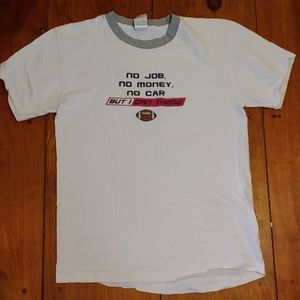 NO JOB,
NO MONEY,
NO CAR
BUT I CAN THROW